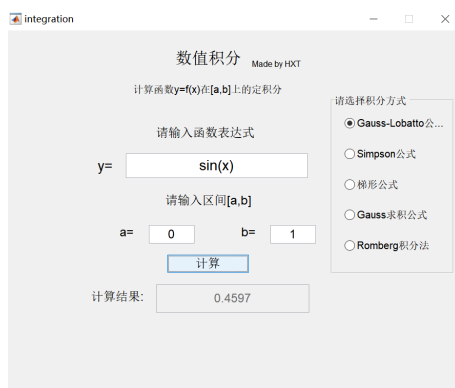 integration
数值积分 Made by HXT
计算函数y=f(x)在[a,b]上的定积分
请输入函数表达式
y= sin(x)
请输入区间[a,b]
a= 0 b= 1
计算
计算结果: 0.4597
请选择积分方式
Gauss-Lobatto公...
Simpson公式
梯形公式
Gauss求积公式
Romberg积分法